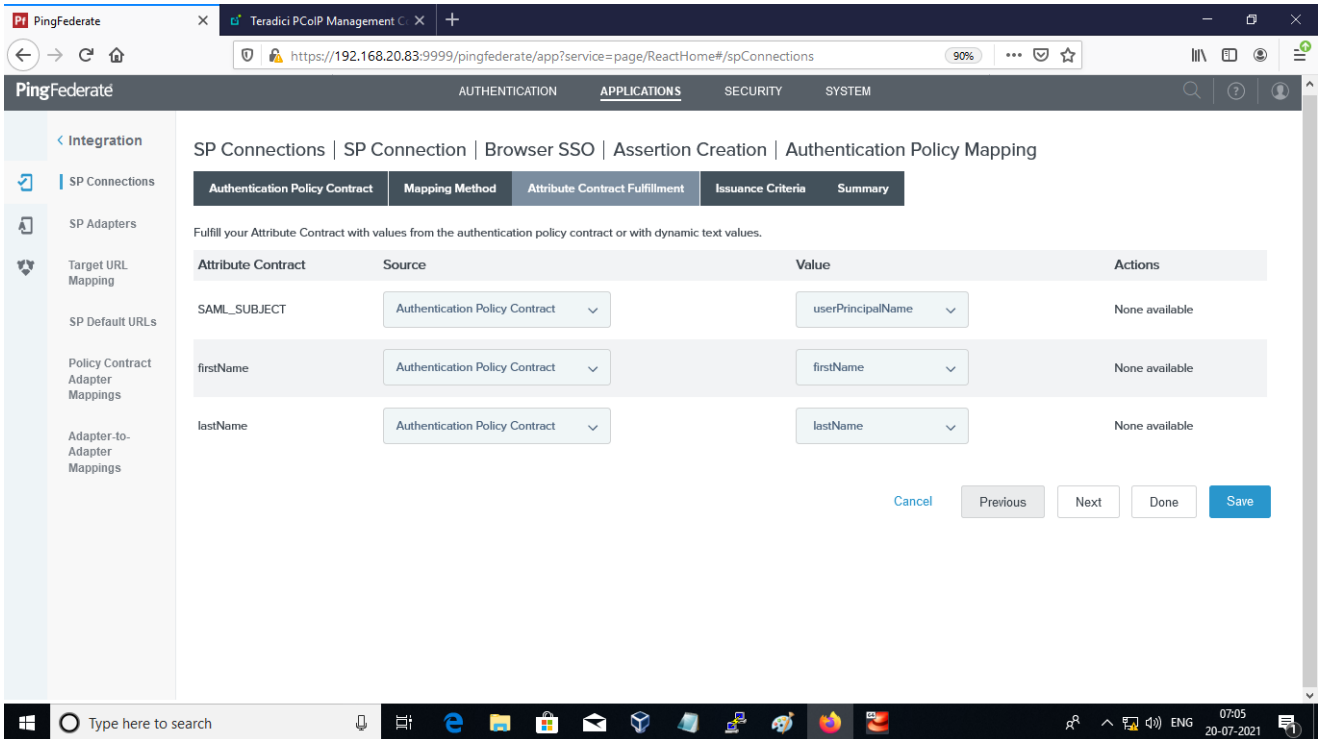 Pf PingFederate
Teradici PCoIP Management C
https://192.168.20.83:9999/pingfederate/app?service=page/ReactHome#/spConnections
90%
PingFederate
AUTHENTICATION APPLICATIONS SECURITY SYSTEM
< Integration
SP Connections
SP Adapters
Target URL
Mapping
SP Default URLs
Policy Contract
Adapter
Mappings
Adapter-to-
Adapter
Mappings
SP Connections | SP Connection | Browser SSO | Assertion Creation | Authentication Policy Mapping
Authentication Policy Contract Mapping Method Attribute Contract Fulfillment Issuance Criteria Summary
Fulfill your Attribute Contract with values from the authentication policy contract or with dynamic text values.
Attribute Contract Source Value Actions
SAML_SUBJECT Authentication Policy Contract userPrincipalName None available
firstName Authentication Policy Contract firstName None available
lastName Authentication Policy Contract lastName None available
Cancel Previous Next Done Save
Type here to search
ENG
07:05
20-07-2021
1